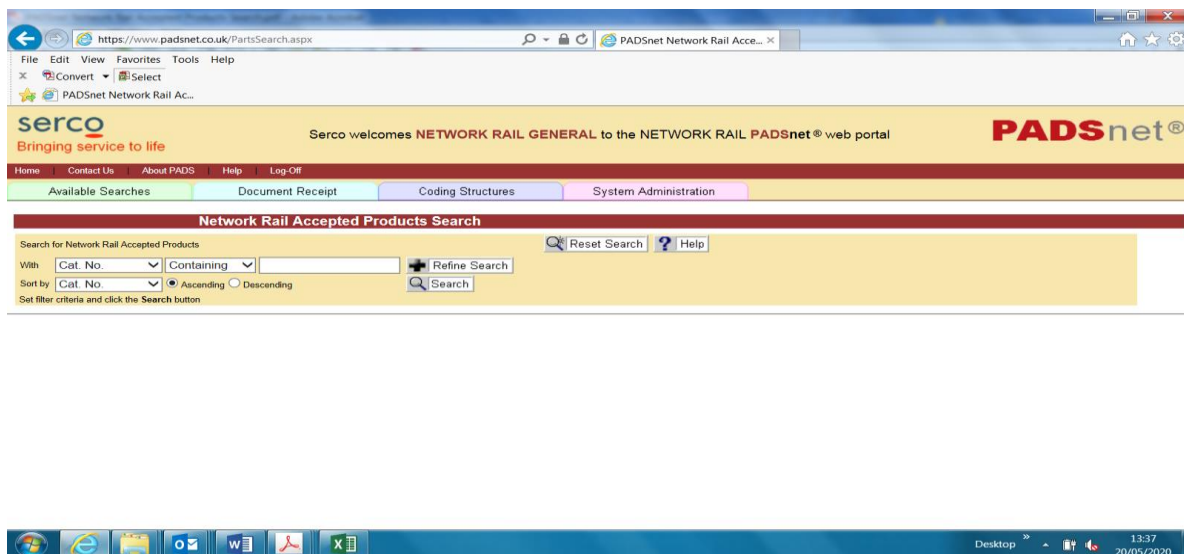 https://www.padsnet.co.uk/PartsSearch.aspx
PADSnet Network Rail Acce...
File Edit View Favorites Tools Help
x Convert Select
PADSnet Network Rail Ac...
serco
Bringing service to life
Serco welcomes NETWORK RAIL GENERAL to the NETWORK RAIL PADSnet ® web portal
PADSnet®
Home | Contact Us | About PADS | Help | Log-Off
Available Searches Document Receipt Coding Structures System Administration
Network Rail Accepted Products Search
Search for Network Rail Accepted Products Reset Search ? Help
With Cat. No. Containing Refine Search
Sort by Cat. No. Ascending Descending Search
Set filter criteria and click the Search button
Desktop » 13:37
20/05/2020